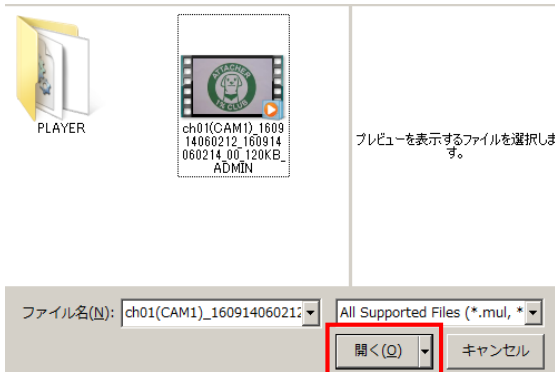 ATTACHER
TK CLUB
PLAYER
ch01(CAM1)_1609
14060212_160914
060214_00_120KB_
ADMIN
プレビューを表示するファイルを選択しま
す。
ファイル名(N): ch01(CAM1)_160914060212 All Supported Files (*.mul, *
開く(O) キャンセル